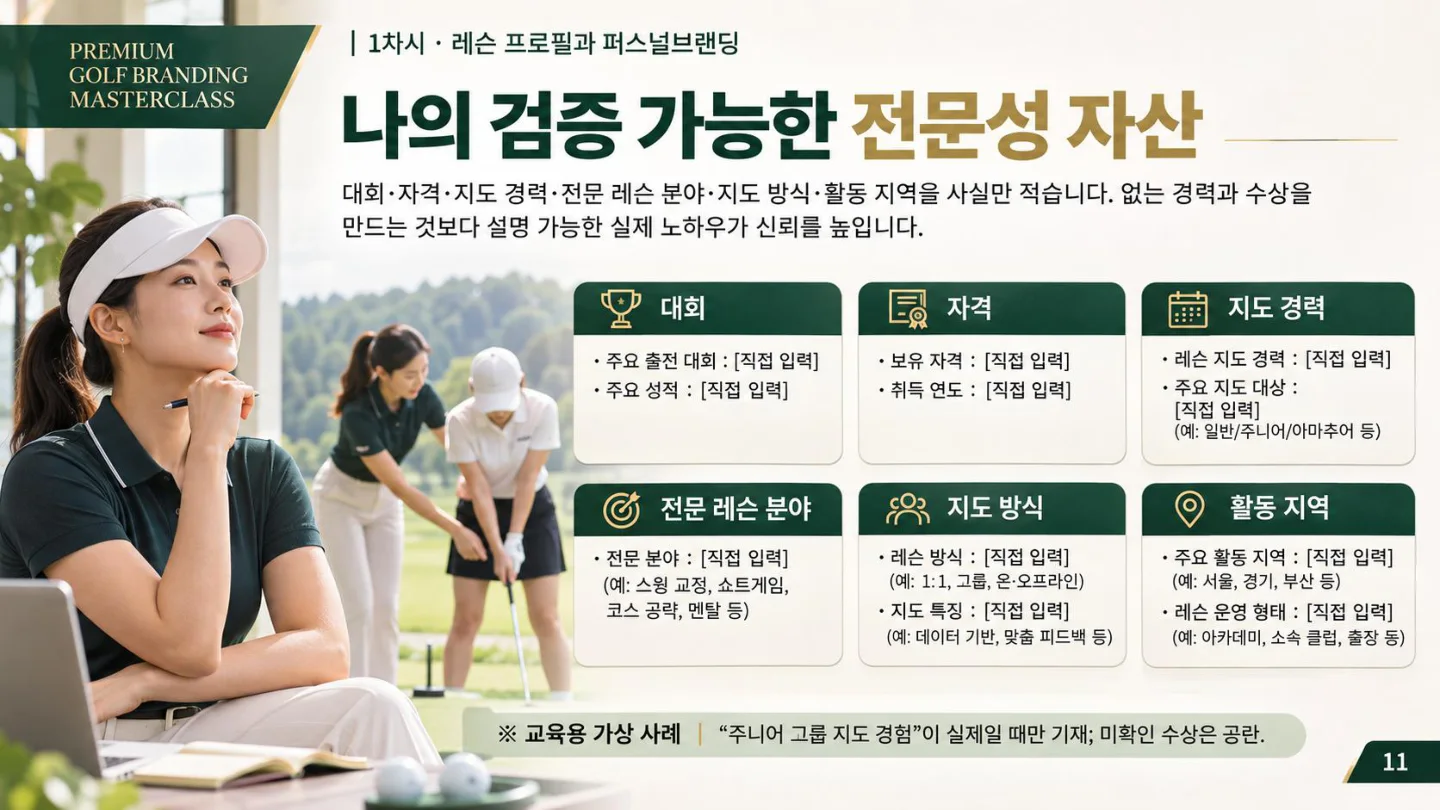 PREMIUM
GOLF BRANDING
MASTERCLASS
| 1차시 · 레슨 프로필과 퍼스널브랜딩
나의 검증 가능한 전문성 자산
대회·자격·지도 경력·전문 레슨 분야·지도 방식·활동 지역을 사실만 적습니다. 없는 경력과 수상을
만드는 것보다 설명 가능한 실제 노하우가 신뢰를 높입니다.
대회
• 주요 출전 대회 : [직접 입력]
• 주요 성적 : [직접 입력]
자격
• 보유 자격 : [직접 입력]
• 취득 연도 : [직접 입력]
지도 경력
• 레슨 지도 경력 : [직접 입력]
• 주요 지도 대상 :
[직접 입력]
(예: 일반/주니어/아마추어 등)
전문 레슨 분야
• 전문 분야 : [직접 입력]
(예: 스윙 교정, 쇼트게임,
코스 공략, 멘탈 등)
지도 방식
• 레슨 방식 : [직접 입력]
(예: 1:1, 그룹, 온·오프라인)
• 지도 특징 : [직접 입력]
(예: 데이터 기반, 맞춤 피드백 등)
활동 지역
• 주요 활동 지역 : [직접 입력]
(예: 서울, 경기, 부산 등)
• 레슨 운영 형태 : [직접 입력]
(예: 아카데미, 소속 클럽, 출장 등)
※ 교육용 가상 사례 | “주니어 그룹 지도 경험”이 실제일 때만 기재; 미확인 수상은 공란.
11